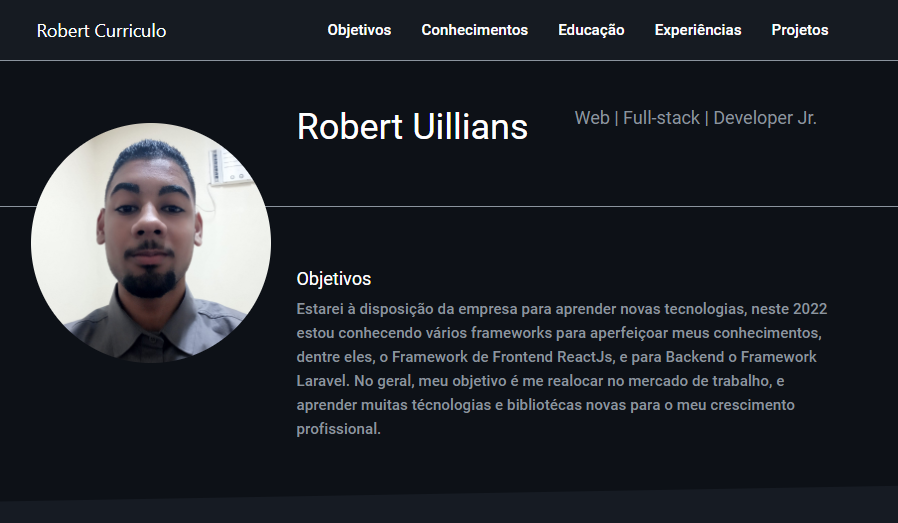 Robert Curriculo
Objetivos Conhecimentos Educação Experiências Projetos
Robert Uillians
Web | Full-stack | Developer Jr.
Objetivos
Estarei à disposição da empresa para aprender novas tecnologias, neste 2022
estou conhecendo vários frameworks para aperfeiçoar meus conhecimentos,
dentre eles, o Framework de Frontend ReactJs, e para Backend o Framework
Laravel. No geral, meu objetivo é me realocar no mercado de trabalho, e
aprender muitas técnologias e bibliotécas novas para o meu crescimento
profissional.